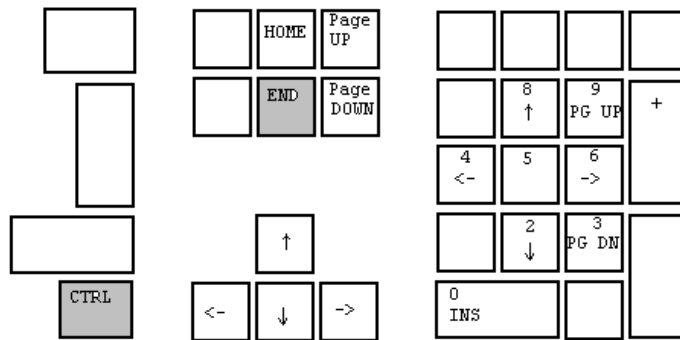 HOME
Page
UP
END
Page
DOWN
8
↑
9
PG UP
+
4
<-
5
6
->
2
↓
3
PG DN
↑
CTRL
<-
↓
->
0
INS